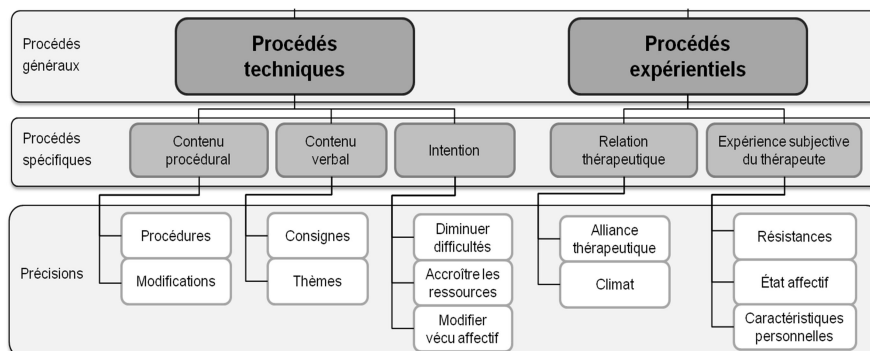 Procédés
généraux
Procédés
techniques
Procédés
expérientiels
Procédés
spécifiques
Contenu
procédural
Contenu
verbal
Intention
Relation
thérapeutique
Expérience subjective
du thérapeute
Précisions
Procédures
Modifications
Consignes
Thèmes
Diminuer
difficultés
Accroître les
ressources
Modifier
vécu affectif
Alliance
thérapeutique
Climat
Résistances
État affectif
Caractéristiques
personnelles